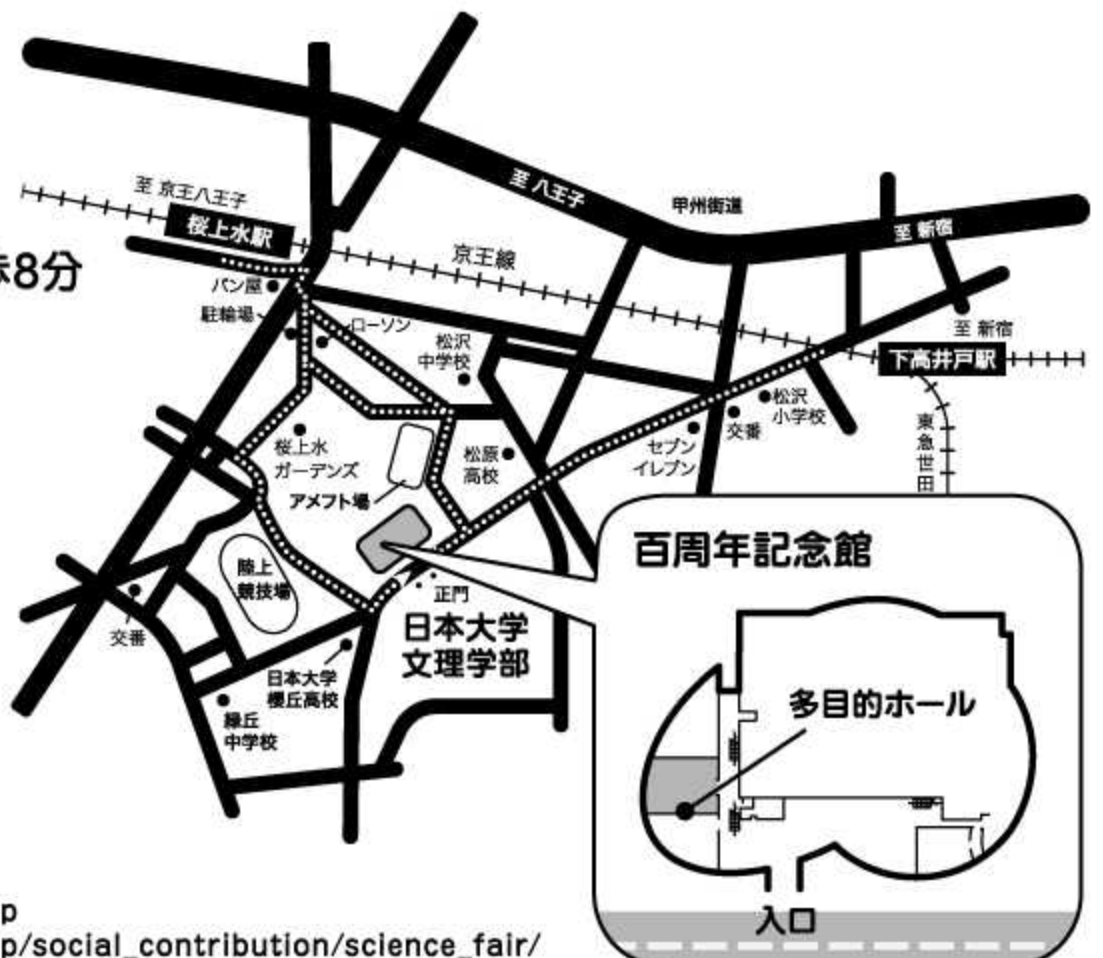 至 京王八王子
桜上水駅
至 八王子
甲州街道
至 新宿
京王線
歩8分
パン屋
駐輪場
ローソン
松沢
中学校
至 新宿
下高井戸駅
松沢
小学校
交番
セブン
イレブン
東急世田
桜上水
ガーデンズ
松原
高校
アメフト場
陸上
競技場
正門
日本大学
文理学部
交番
日本大学
櫻丘高校
緑丘
中学校
百周年記念館
多目的ホール
入口
p
p/social_contribution/science_fair/